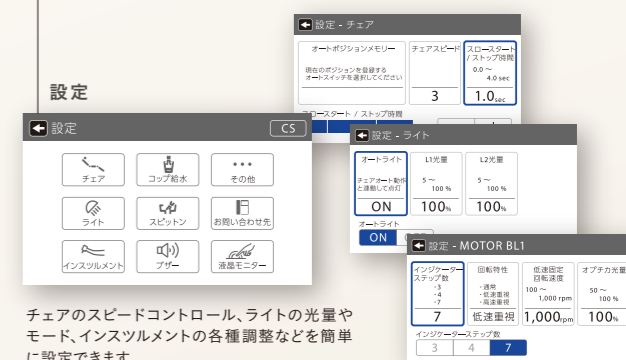 設定
設定 CS
チェア コップ給水 その他
ライト スピットン お問い合わせ先
インスツルメント ブザー 液晶モニター
チェアのスピードコントロール、ライトの光量や
モード、インスツルメントの各種調整などを簡単
に設定できます
設定 - チェア
オートポジションメモリー
現在のポジションを登録する
オートスイッチを選択してください
チェアスピード
3
スロースタート
/ ストップ時間
0.0 ~
4.0 sec
1.0sec
スロースタート / ストップ時間
設定 - ライト
オートライト
チェアオート動作
と連動して点灯
ON
L1光量
5 ~
100 %
100%
L2光量
5 ~
100 %
100%
オートライト
ON
設定 - MOTOR BL1
インジケーター
ステップ数
・3
・4
・7
7
回転特性
・通常
・低速重視
・高速重視
低速重視
低速固定
回転速度
100 ~
1,000 rpm
1,000rpm
オプチカ光量
50 ~
100 %
100%
インジケーターステップ数
3 4 7